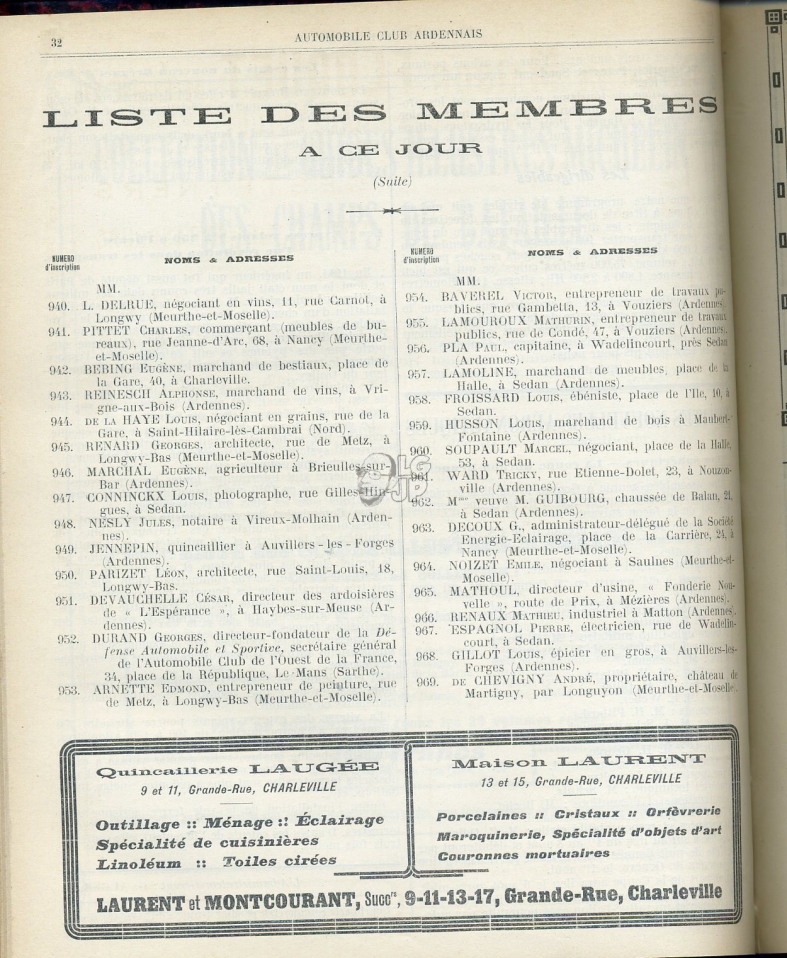 32
AUTOMOBILE CLUB ARDENNAIS
LISTE DES MEMBRES
A CE JOUR
(Suite)
NUMERO
d'inscription
NOMS & ADRESSES
MM.
940. L. DELRUE, négociant en vins, 11, rue Carnot, à
Longwy (Meurthe-et-Moselle).
941. PITTET CHARLES, commerçant (meubles de bu-
reaux), rue Jeanne-d'Arc, 68, à Nancy (Meurthe-
et-Moselle).
942. BEBING EUGÈNE, marchand de bestiaux, place de
la Gare, 40, à Charleville.
943. REINESCH ALPHONSE, marchand de vins, à Vri-
gne-aux-Bois (Ardennes).
944. DE LA HAYE LOUIS, négociant en grains, rue de la
Gare, à Saint-Hilaire-lès-Cambrai (Nord).
945. RENARD GEORGES, architecte, rue de Metz, à
Longwy-Bas (Meurthe-et-Moselle).
946. MARCHAL EUGÈNE, agriculteur à Brieulles-sur-
Bar (Ardennes).
947. CONNINCKX LOUIS, photographe, rue Gilles-Hin-
gues, à Sedan.
948. NESLY JULES, notaire à Vireux-Molhain (Arden-
nes).
949. JENNEPIN, quincaillier à Auvillers-les-Forges
(Ardennes).
950. PARIZET LÉON, architecte, rue Saint-Louis, 18,
Longwy-Bas.
951. DEVAUCHELLE CÉSAR, directeur des ardoisières
de « L'Espérance », à Haybes-sur-Meuse (Ar-
dennes).
952. DURAND GEORGES, directeur-fondateur de la Dé-
fense Automobile et Sportive, secrétaire général
de l'Automobile Club de l'Ouest de la France,
34, place de la République, Le Mans (Sarthe).
953. ARNETTE EDMOND, entrepreneur de peinture, rue
de Metz, à Longwy-Bas (Meurthe-et-Moselle).
NUMERO
d'inscription
NOMS & ADRESSES
MM.
954. BAVEREL VICTOR, entrepreneur de travaux pu-
blics, rue Gambetta, 13, à Vouziers (Ardennes).
955. LAMOUROUX MATHURIN, entrepreneur de travaux
publics, rue de Condé, 47, à Vouziers (Ardennes).
956. PLA PAUL, capitaine, à Wadelincourt, près Sedan
(Ardennes).
957. LAMOLINE, marchand de meubles, place de la
Halle, à Sedan (Ardennes).
958. FROISSARD LOUIS, ébéniste, place de l'Ile, 10, à
Sedan.
959. HUSSON LOUIS, marchand de bois à Maubert-
Fontaine (Ardennes).
960. SOUPAULT MARCEL, négociant, place de la Halle,
53, à Sedan.
961. WARD TRICKY, rue Etienne-Dolet, 23, à Nouzon-
ville (Ardennes).
962. Mme veuve M. GUIBOURG, chaussée de Balan, 21,
à Sedan (Ardennes).
963. DECOUX G., administrateur-délégué de la Société
Energie-Eclairage, place de la Carrière, 24, à
Nancy (Meurthe-et-Moselle).
964. NOIZET EMILE, négociant à Saulnes (Meurthe-et-
Moselle).
965. MATHOUL, directeur d'usine, « Fonderie Nou-
velle », route de Prix, à Mézières (Ardennes).
966. RENAUX MATHIEU, industriel à Matton (Ardennes).
967. ESPAGNOL PIERRE, électricien, rue de Wadelin-
court, à Sedan.
968. GILLOT LOUIS, épicier en gros, à Auvillers-les-
Forges (Ardennes).
969. DE CHEVIGNY ANDRÉ, propriétaire, château de
Martigny, par Longuyon (Meurthe-et-Moselle).
LG
JP
Quincaillerie LAUGÉE
9 et 11, Grande-Rue, CHARLEVILLE
Outillage :: Ménage :: Éclairage
Spécialité de cuisinières
Linoléum :: Toiles cirées
Maison LAURENT
13 et 15, Grande-Rue, CHARLEVILLE
Porcelaines :: Cristaux :: Orfèvrerie
Maroquinerie, Spécialité d'objets d'art
Couronnes mortuaires
LAURENT et MONTCOURANT, Succrs, 9-11-13-17, Grande-Rue, Charleville